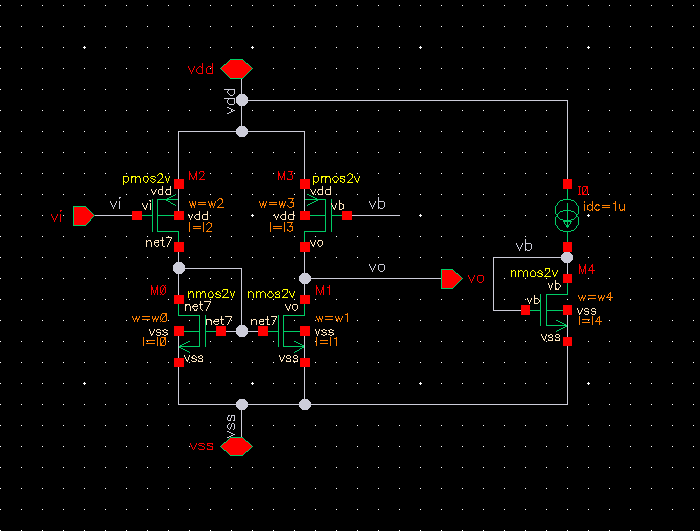 vdd
vdd
pmos2v
M2
M3
pmos2v
I0
vdd
vdd
vi
vi
vi
w=w2
w=w3
vb
vb
idc=1u
vdd
vdd
l=l2
l=l3
net7
vo
vb
vo
vo
M4
nmos2v
M0
nmos2v
nmos2v
M1
vb
net7
vo
vb
w=w4
w=w0
net7
net7
w=w1
vss
l=l4
vss
vss
l=l0
l=l1
vss
vss
vss
vss
vss